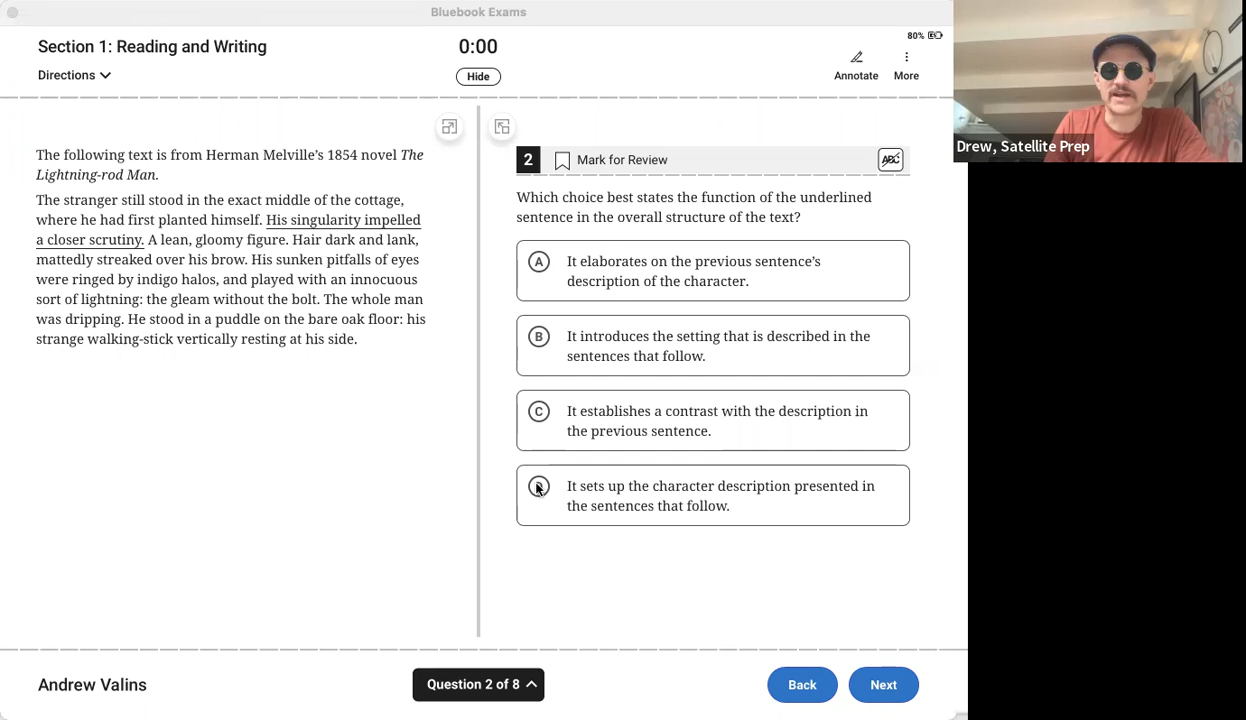 Bluebook Exams
Section 1: Reading and Writing
Directions
0:00
Hide
80%
Annotate
More
The following text is from Herman Melville's 1854 novel The
Lightning-rod Man.
The stranger still stood in the exact middle of the cottage,
where he had first planted himself. His singularity impelled
a closer scrutiny. A lean, gloomy figure. Hair dark and lank,
mattedly streaked over his brow. His sunken pitfalls of eyes
were ringed by indigo halos, and played with an innocuous
sort of lightning: the gleam without the bolt. The whole man
was dripping. He stood in a puddle on the bare oak floor: his
strange walking-stick vertically resting at his side.
2
Mark for Review
ABC
Which choice best states the function of the underlined
sentence in the overall structure of the text?
A
It elaborates on the previous sentence's
description of the character.
B
It introduces the setting that is described in the
sentences that follow.
C
It establishes a contrast with the description in
the previous sentence.
It sets up the character description presented in
the sentences that follow.
Andrew Valins
Question 2 of 8
Back
Next
Drew, Satellite Prep